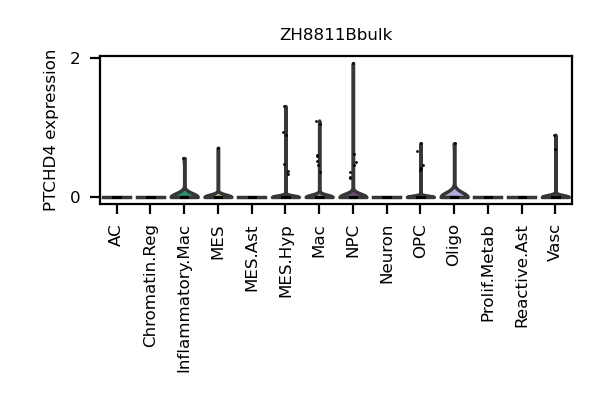 ZH8811Bbulk
PTCHD4 expression
2
0
AC
Chromatin.Reg
Inflammatory.Mac
MES
MES.Ast
MES.Hyp
Mac
NPC
Neuron
OPC
Oligo
Prolif.Metab
Reactive.Ast
Vasc